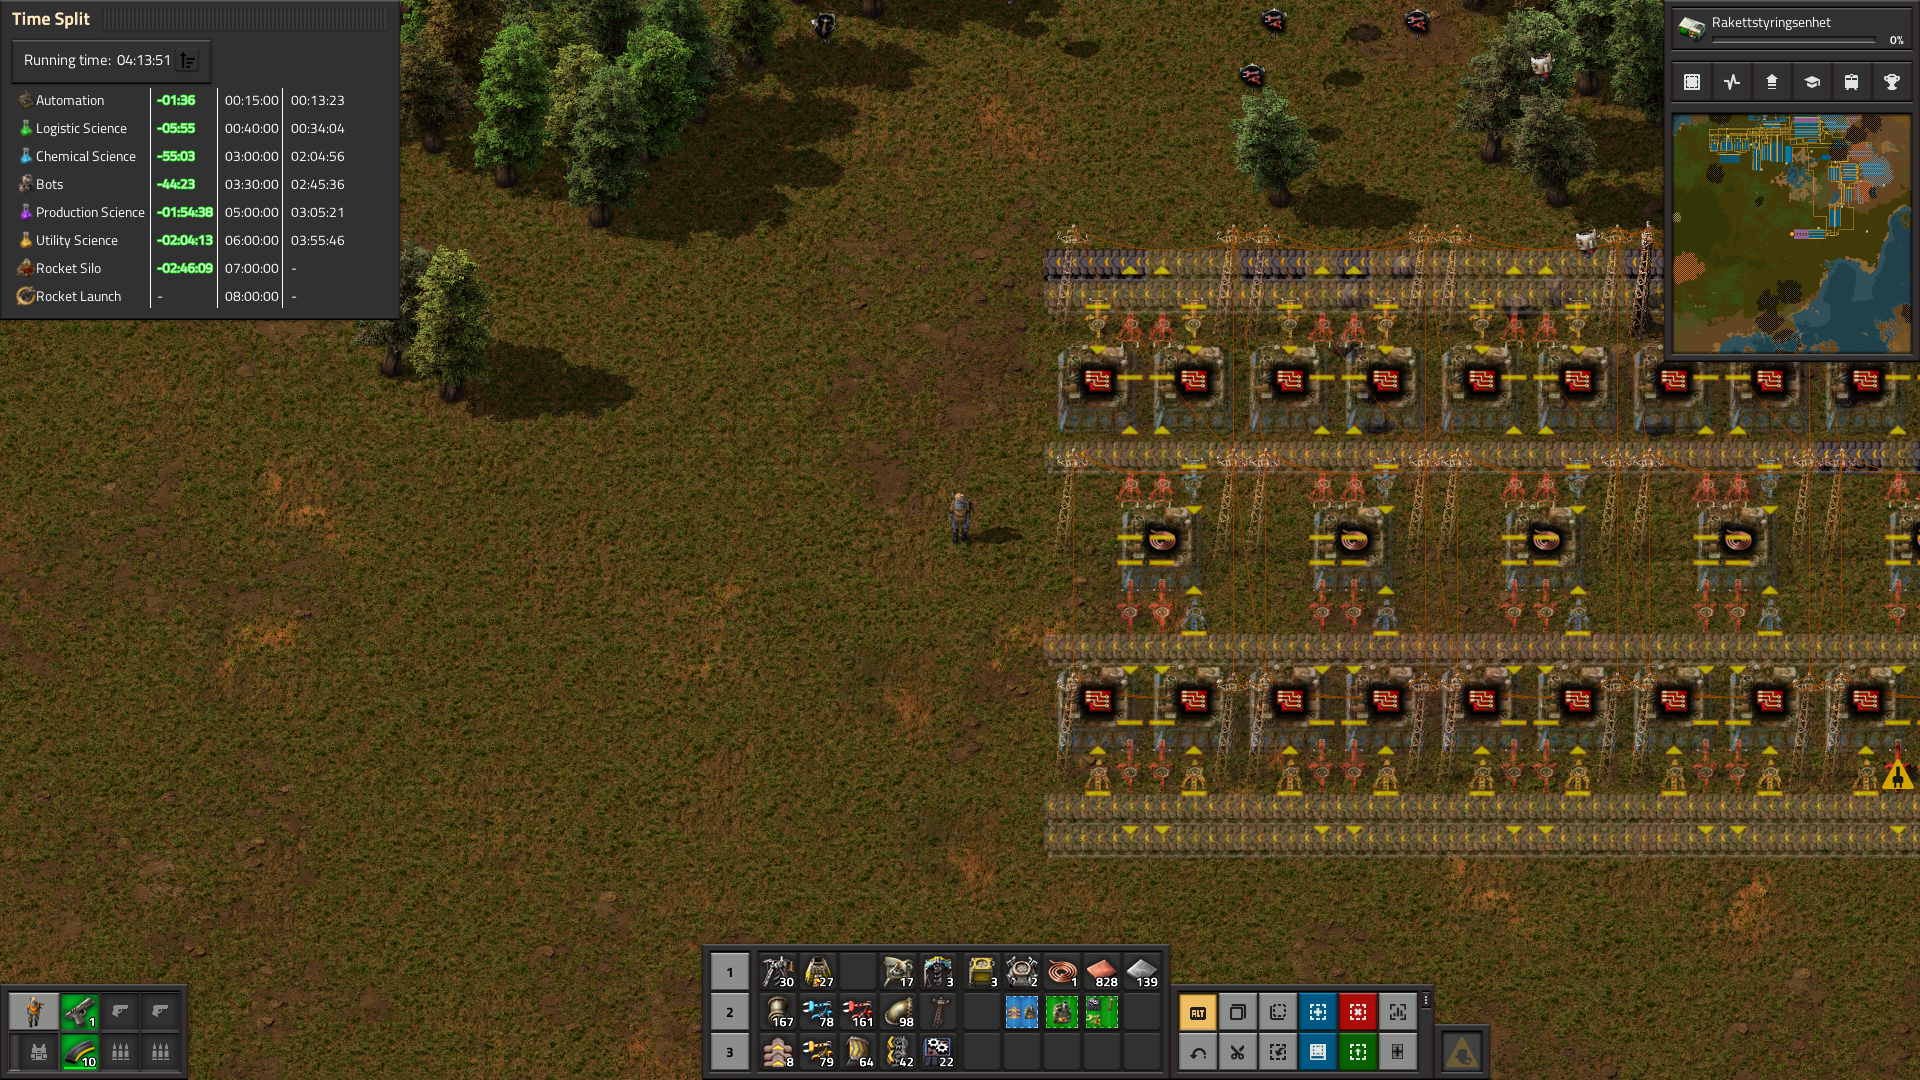 Time Split
Running time: 04:13:51
Automation -01:36 00:15:00 00:13:23
Logistic Science -05:55 00:40:00 00:34:04
Chemical Science -55:03 03:00:00 02:04:56
Bots -44:23 03:30:00 02:45:36
Production Science -01:54:38 05:00:00 03:05:21
Utility Science -02:04:13 06:00:00 03:55:46
Rocket Silo -02:46:09 07:00:00 -
Rocket Launch - 08:00:00 -
Rakettstyringsenhet
0%
1 30 27 17 3 3 2 1 828 139
2 167 78 161 98
3 8 79 64 42 22
1
10
ALT